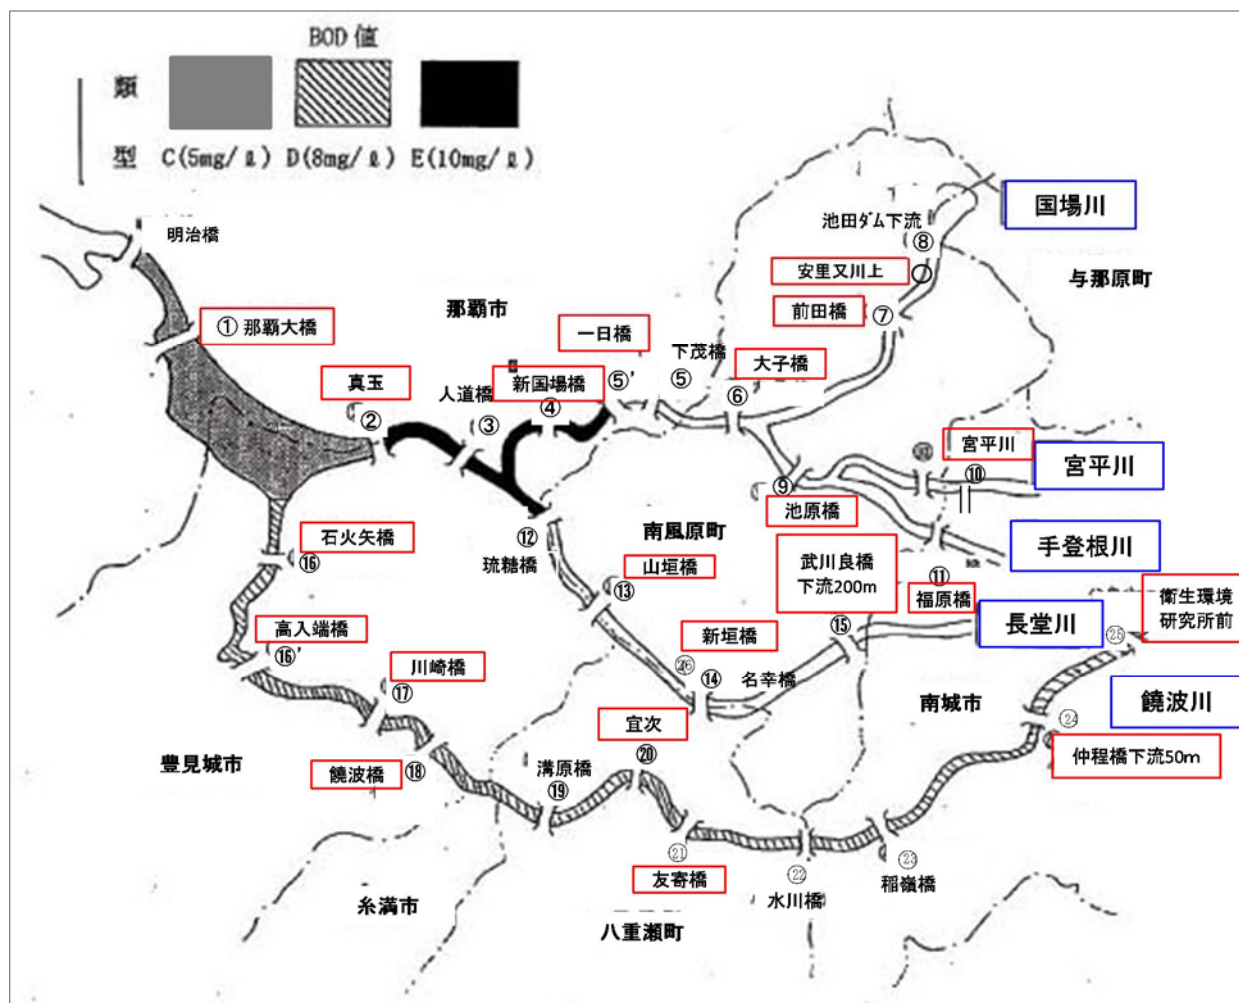 BOD 値
類
型 C(5mg/ℓ) D(8mg/ℓ) E(10mg/ℓ)
国場川
池田ダム下流
⑧
明治橋
安里又川上
与那原町
前田橋
⑦
那覇市
① 那覇大橋
一日橋
下茂橋
大子橋
真玉
人道橋
新国場橋
⑤'
⑤
⑥
②
③
④
宮平川
宮平川
⑩
⑨
池原橋
南風原町
⑫
琉糖橋
手登根川
石火矢橋
⑯
山垣橋
⑬
武川良橋
下流200m
⑪
福原橋
衛生環境
研究所前
長堂川
⑮
㉕
高入端橋
⑯'
新垣橋
川崎橋
⑰
㉖
⑭
名幸橋
南城市
饒波川
㉔
宜次
⑳
仲程橋下流50m
豊見城市
饒波橋
⑱
溝原橋
⑲
㉑
友寄橋
㉒
水川橋
㉓
稲嶺橋
糸満市
八重瀬町